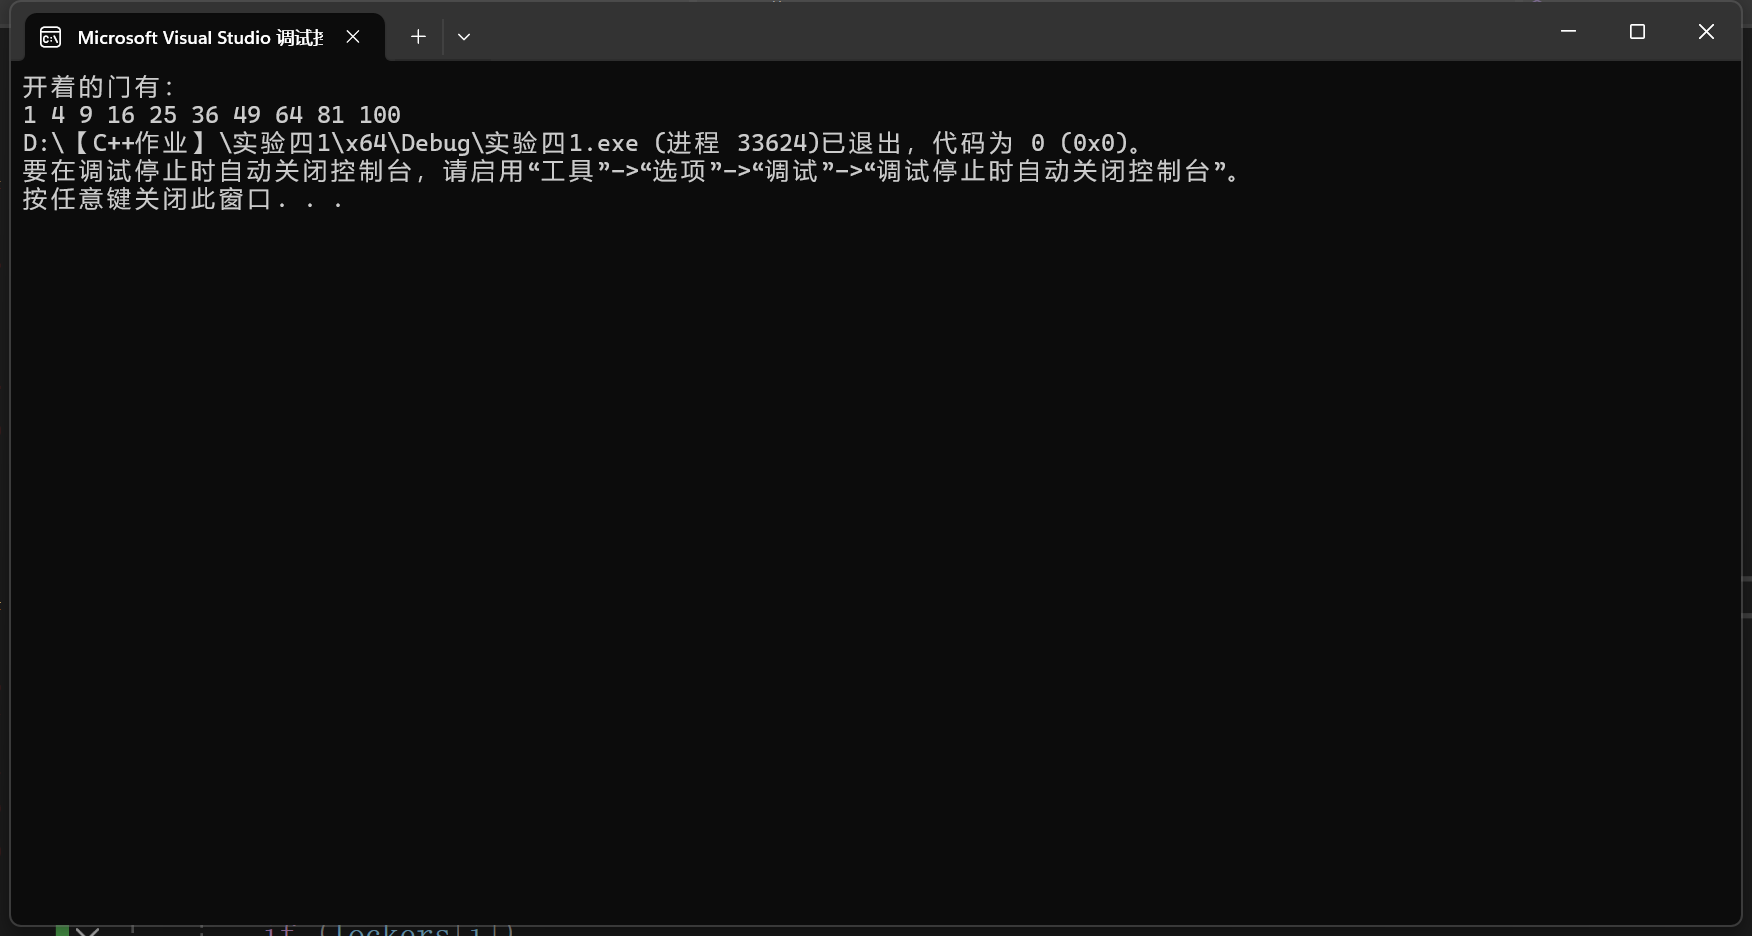 Microsoft Visual Studio 调试
开着的门有：
1 4 9 16 25 36 49 64 81 100
D:\【C++作业】\实验四1\x64\Debug\实验四1.exe (进程 33624)已退出，代码为 0 (0x0)。
要在调试停止时自动关闭控制台，请启用“工具”->“选项”->“调试”->“调试停止时自动关闭控制台”。
按任意键关闭此窗口. . .
if (lockers[i])